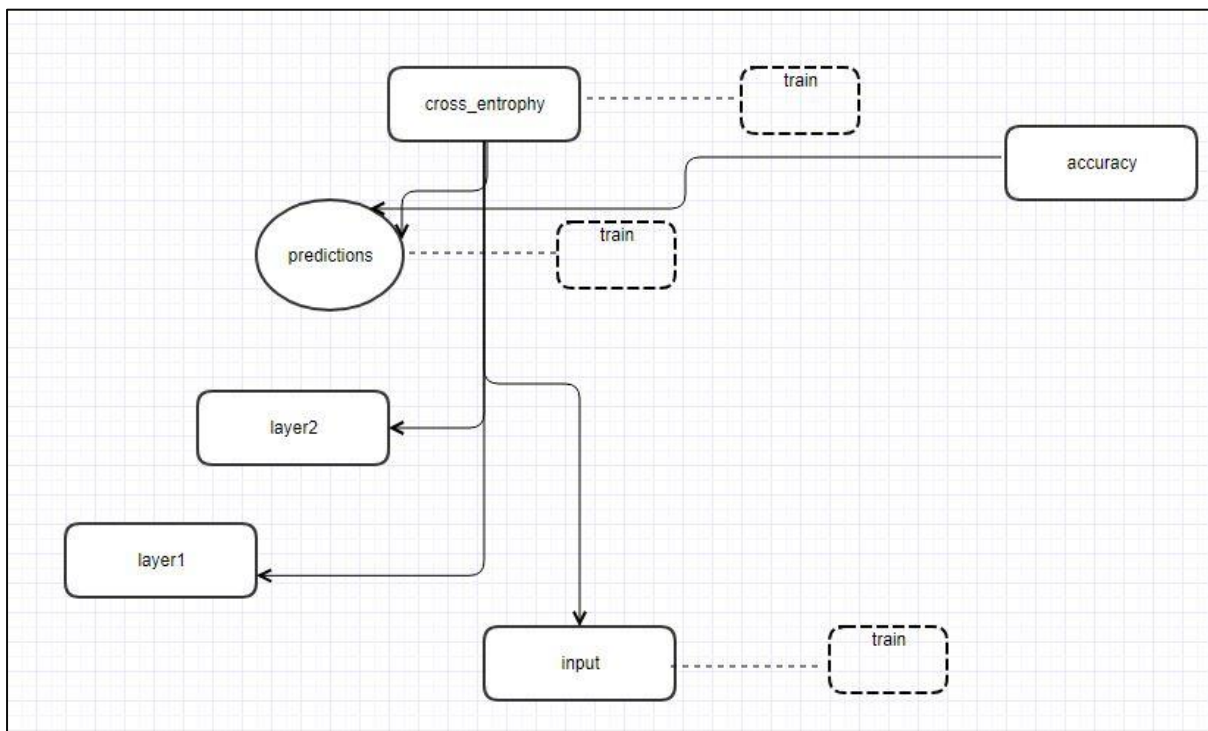 cross_entrophy
train
accuracy
train
predictions
layer2
layer1
train
input